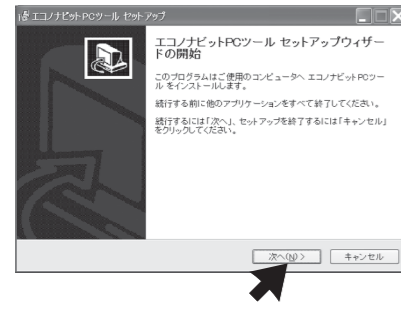 エコノナビットPCツール セットアップ
エコノナビットPCツール セットアップウィザー
ドの開始
このプログラムはご使用のコンピュータへ エコノナビットPCツー
ル をインストールします。
続行する前に他のアプリケーションをすべて終了してください。
続行するには「次へ」、セットアップを終了するには「キャンセル」
をクリックしてください。
次へ(N) >
キャンセル